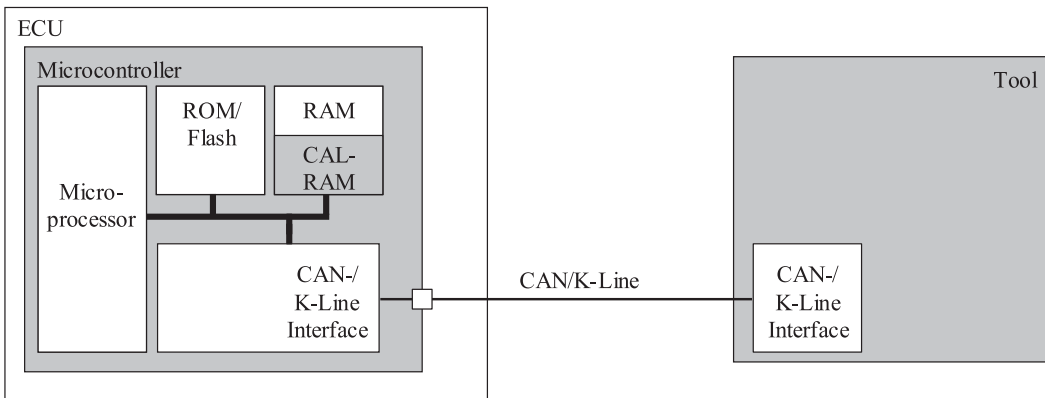 ECU
Microcontroller
ROM/
Flash
RAM
CAL-
RAM
Micro-
processor
CAN-/
K-Line
Interface
CAN/K-Line
Tool
CAN-/
K-Line
Interface